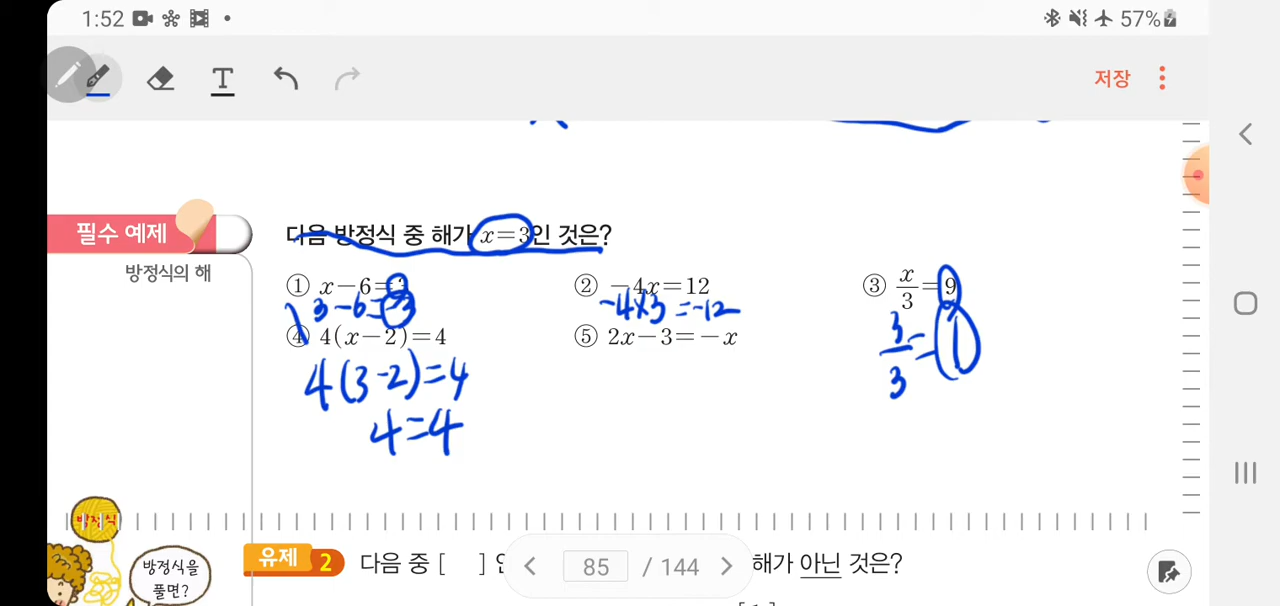 1:52 57%
T 저장
필수 예제 다음 방정식 중 해가 x=3인 것은?
방정식의 해
① x-6=3 ② -4x=12 ③ x/3=9
3-6=-3 -4×3=-12 3/3=1
④ 4(x-2)=4 ⑤ 2x-3=-x
4(3-2)=4
4=4
방정식
유제 2 다음 중 [ ] 해가 아닌 것은?
85 / 144
방정식을
풀면?